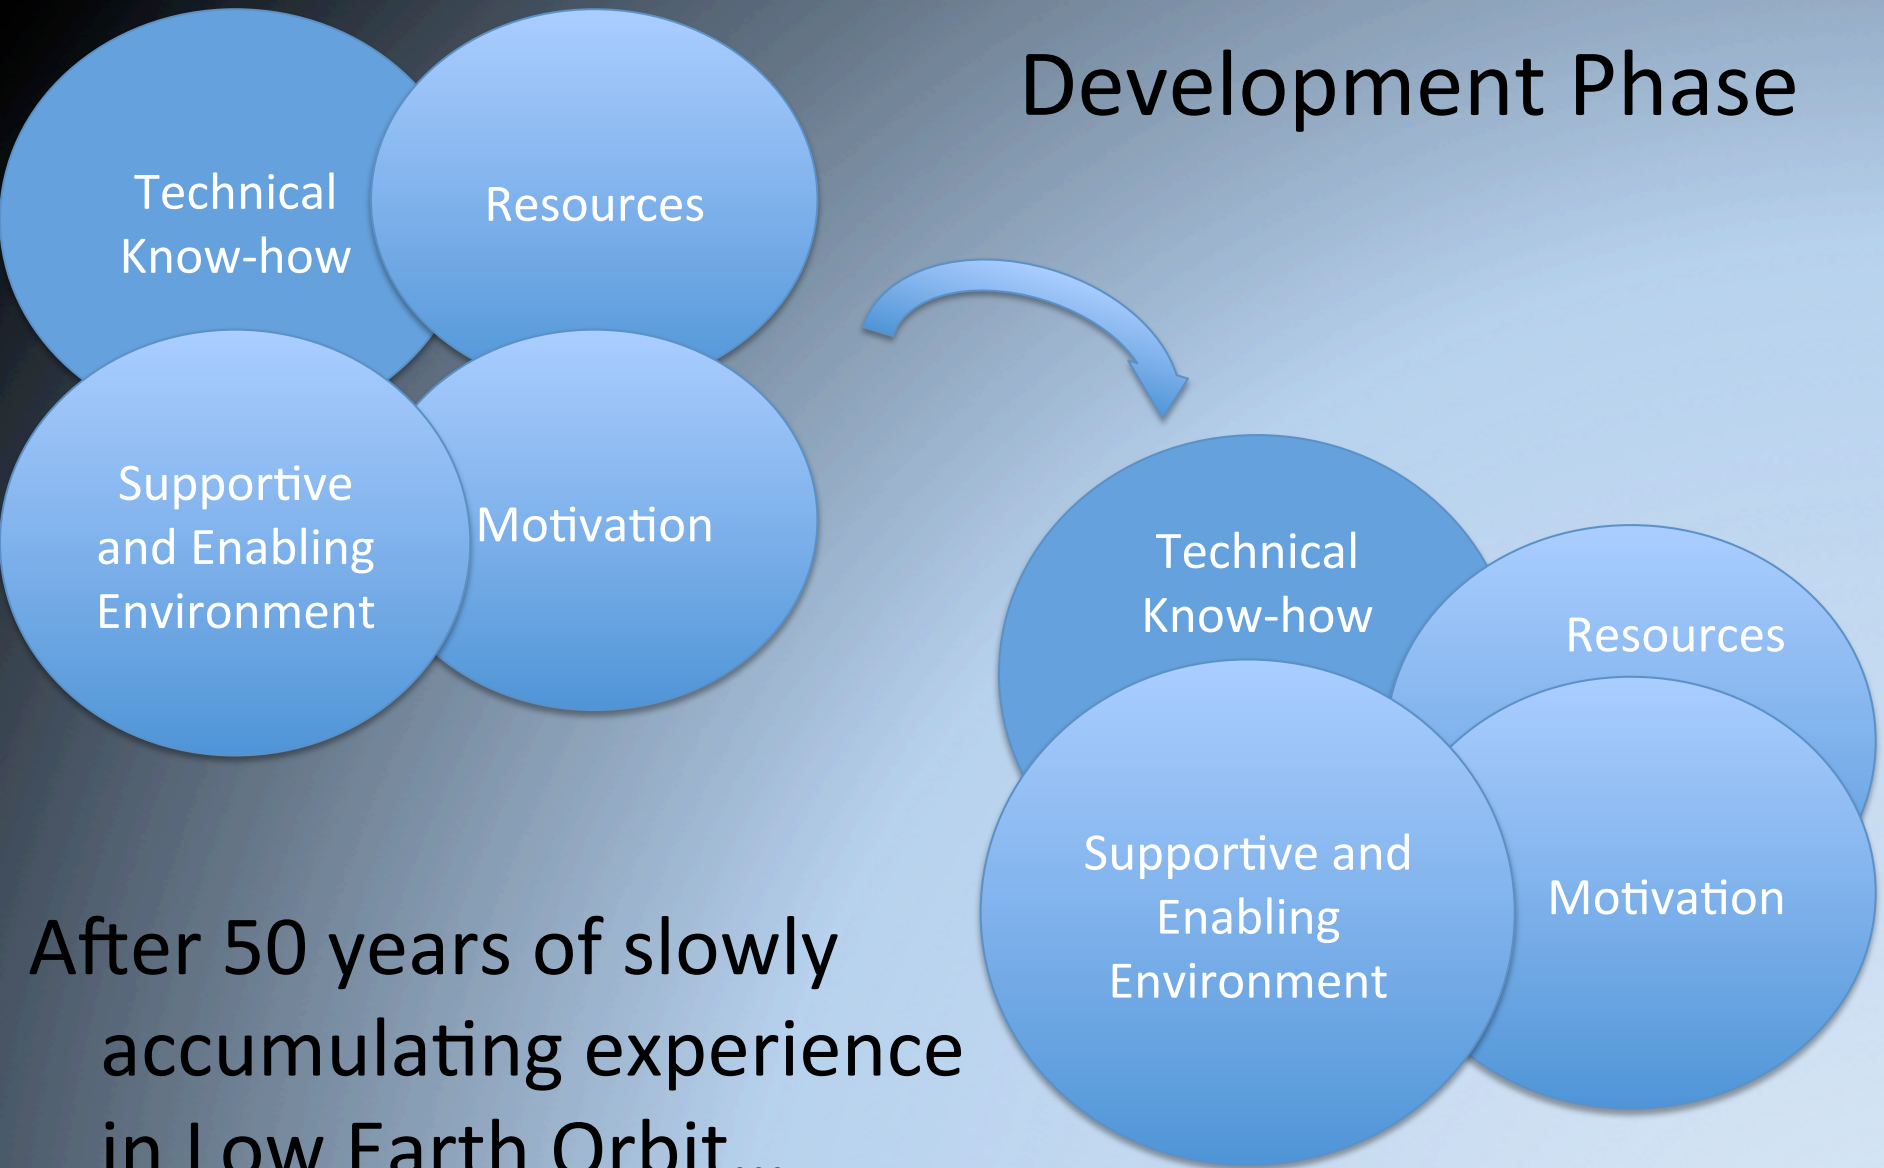 Development Phase
Technical
Know-how
Resources
Supportive
and Enabling
Environment
Motivation
Technical
Know-how
Resources
Supportive and
Enabling
Environment
Motivation
After 50 years of slowly
accumulating experience
in Low Earth Orbit...